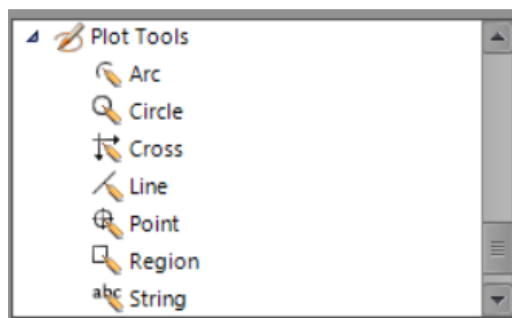 Plot Tools
Arc
Circle
Cross
Line
Point
Region
abc String